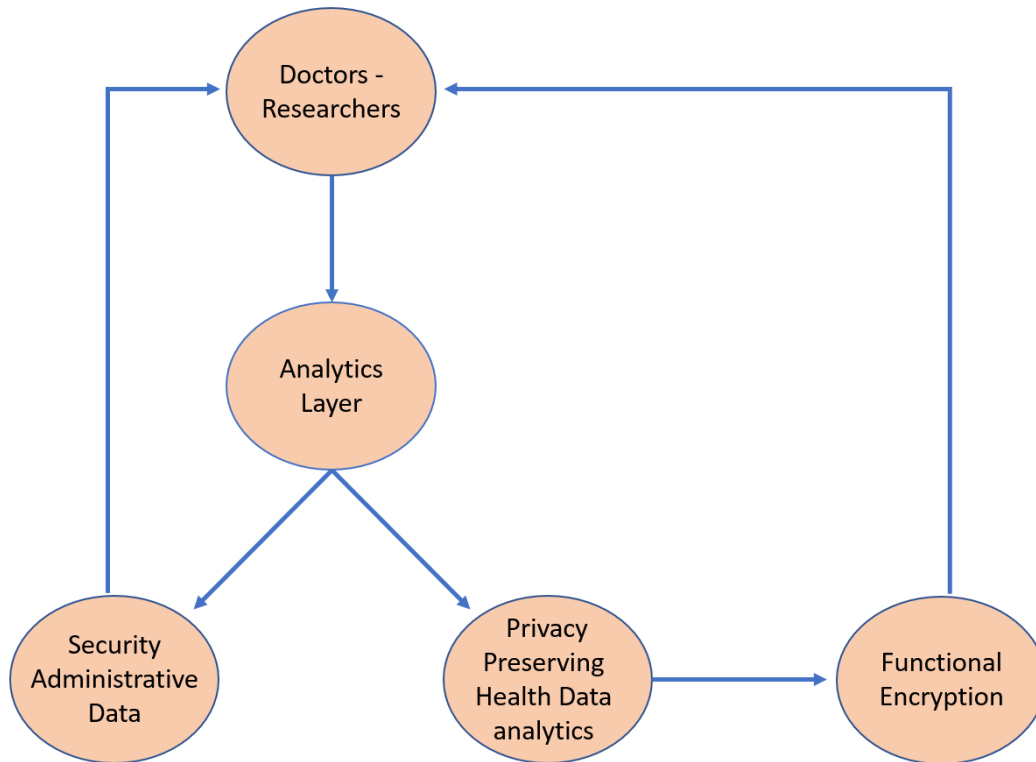 Doctors -
Researchers
Analytics
Layer
Security
Administrative
Data
Privacy
Preserving
Health Data
analytics
Functional
Encryption